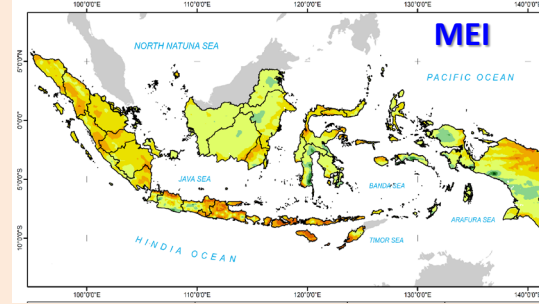 100°0'0"E 110°0'0"E 120°0'0"E 130°0'0"E 140°0'
MEI
NORTH NATUNA SEA
PACIFIC OCEAN
5°0'0"N
0°0'0"
JAVA SEA
BANDA SEA
5°0'0"S
ARAFURA SEA
TIMOR SEA
HINDIA OCEAN
10°0'0"S
100°0'0"E 110°0'0"E 120°0'0"E 130°0'0"E 140°0'